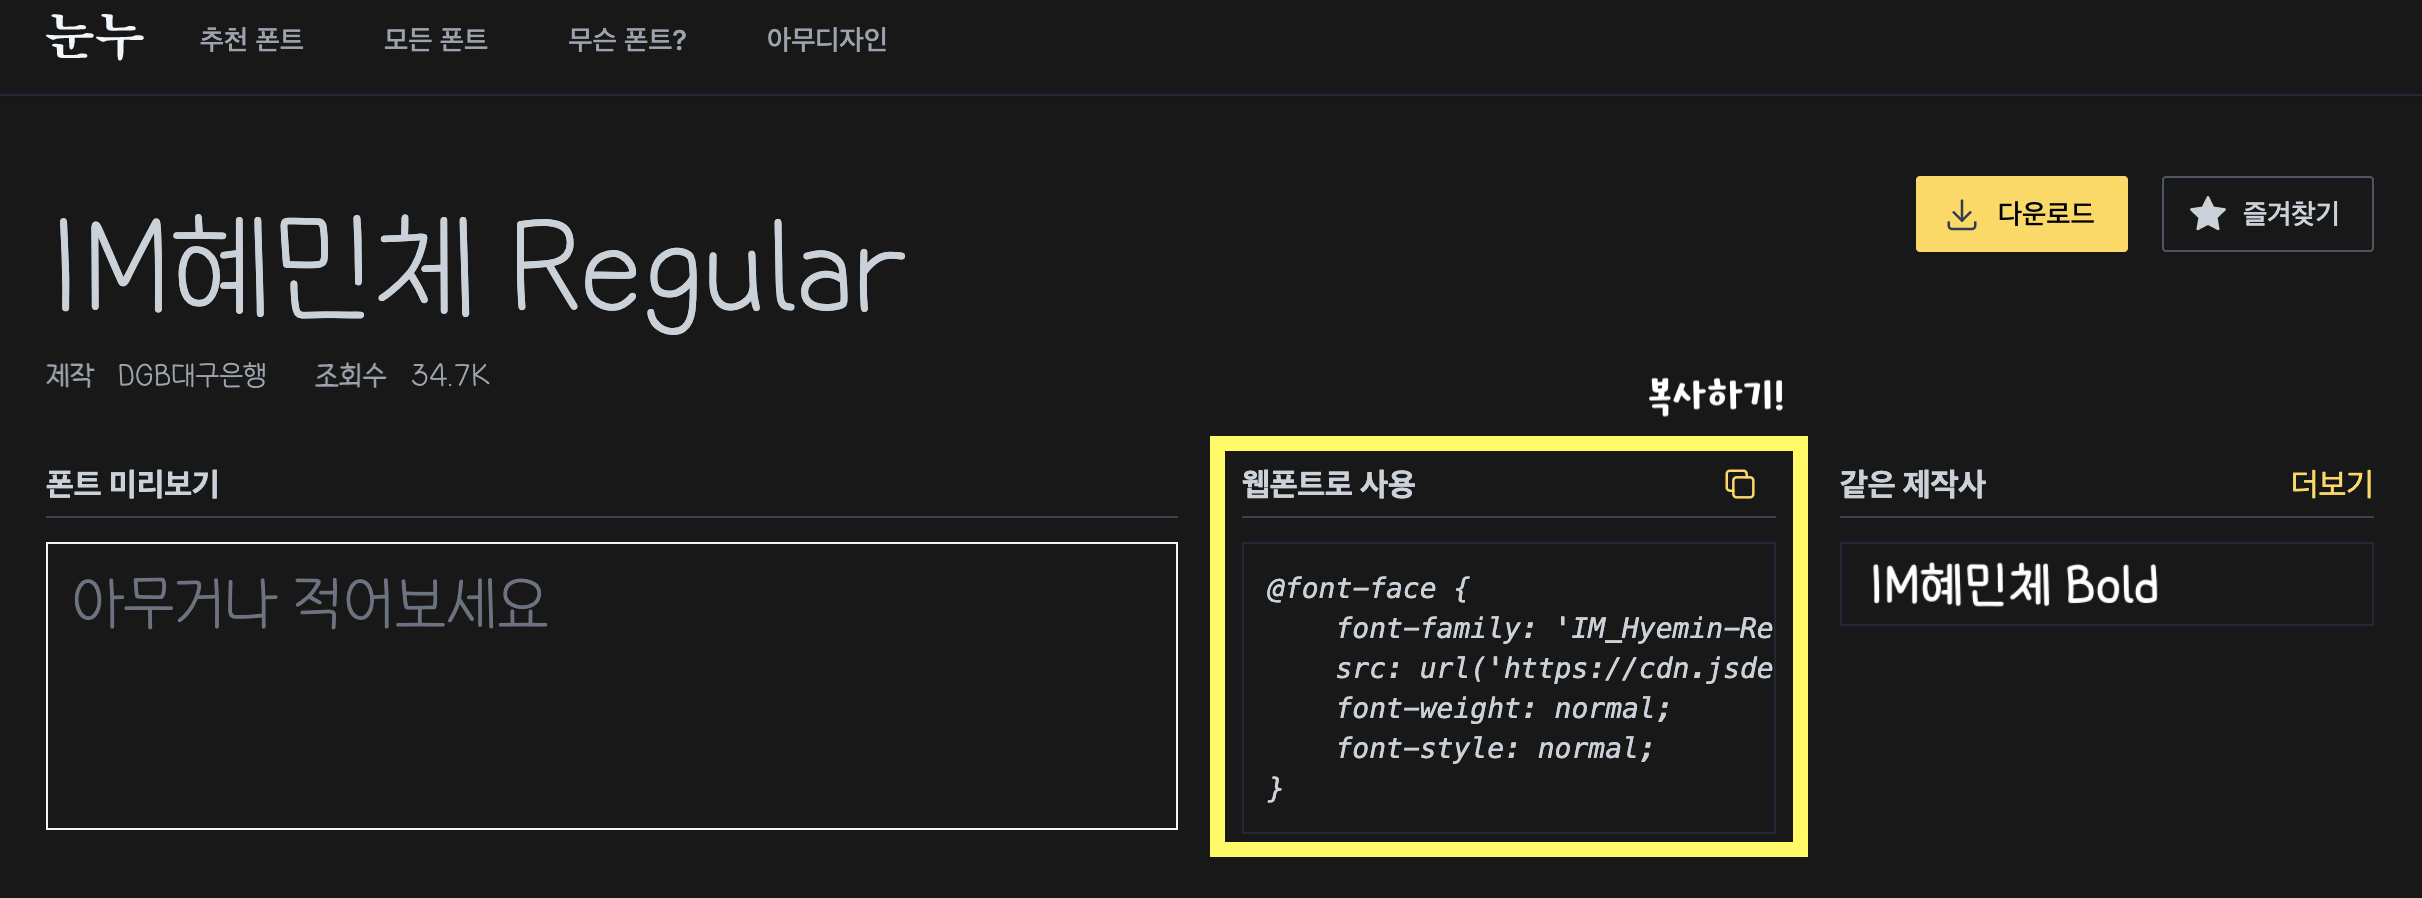 눈누 추천 폰트 모든 폰트 무슨 폰트? 아무디자인
IM혜민체 Regular
다운로드 즐겨찾기
제작 DGB대구은행 조회수 34.7K
복사하기!
폰트 미리보기
아무거나 적어보세요
웹폰트로 사용
@font-face {
    font-family: 'IM_Hyemin-Re
    src: url('https://cdn.jsde
    font-weight: normal;
    font-style: normal;
}
같은 제작사 더보기
IM혜민체 Bold